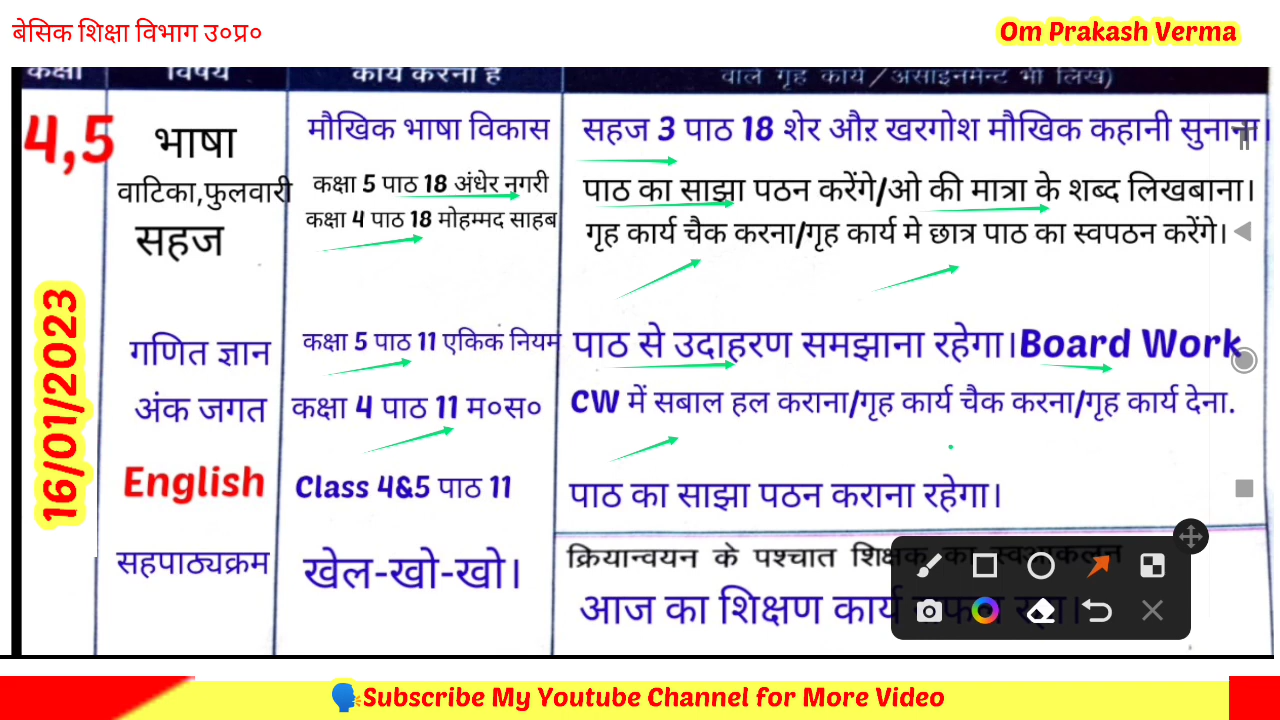 बेसिक शिक्षा विभाग उ०प्र०
Om Prakash Verma
कक्षा विषय कार्य करना है वाले गृह कार्य/असाइनमेन्ट भी लिखें)
4,5
भाषा मौखिक भाषा विकास सहज 3 पाठ 18 शेर औऱ खरगोश मौखिक कहानी सुनाना।
वाटिका,फुलवारी कक्षा 5 पाठ 18 अंधेर नगरी पाठ का साझा पठन करेंगे/ओ की मात्रा के शब्द लिखबाना।
सहज कक्षा 4 पाठ 18 मोहम्मद साहब गृह कार्य चैक करना/गृह कार्य मे छात्र पाठ का स्वपठन करेंगे।
16/01/2023
गणित ज्ञान कक्षा 5 पाठ 11 एकिक नियम पाठ से उदाहरण समझाना रहेगा।Board Work
अंक जगत कक्षा 4 पाठ 11 म०स० CW में सबाल हल कराना/गृह कार्य चैक करना/गृह कार्य देना.
English Class 4&5 पाठ 11 पाठ का साझा पठन कराना रहेगा।
सहपाठ्यक्रम खेल-खो-खो। क्रियान्वयन के पश्चात शिक्षक का स्वआकलन
आज का शिक्षण कार्य सफल रहा।
Subscribe My Youtube Channel for More Video